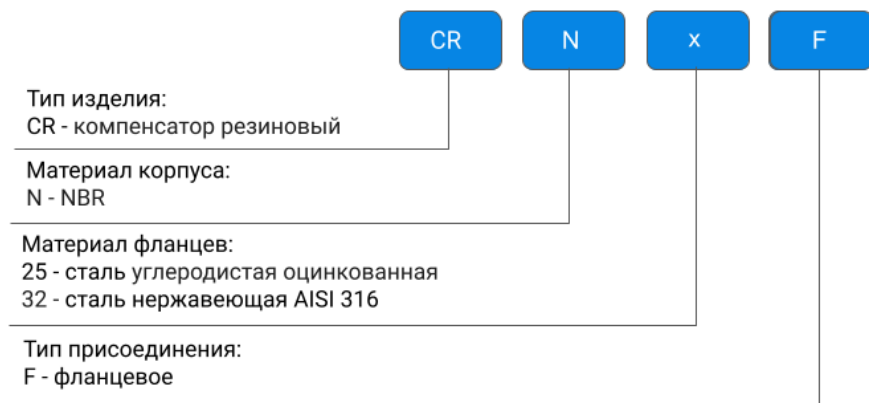 CR N x F
Тип изделия:
CR - компенсатор резиновый
Материал корпуса:
N - NBR
Материал фланцев:
25 - сталь углеродистая оцинкованная
32 - сталь нержавеющая AISI 316
Тип присоединения:
F - фланцевое